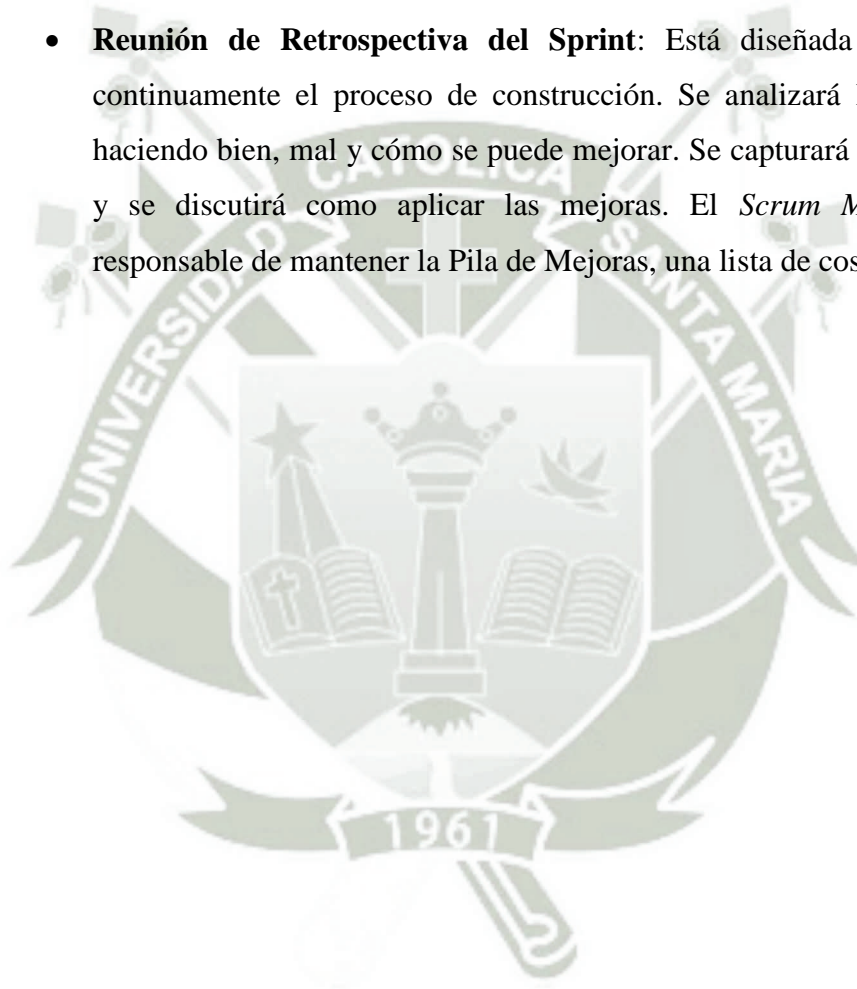 • Reunión de Retrospectiva del Sprint: Está diseñada
continuamente el proceso de construcción. Se analizará
haciendo bien, mal y cómo se puede mejorar. Se capturará
y se discutirá como aplicar las mejoras. El Scrum
responsable de mantener la Pila de Mejoras, una lista de
UNIVERSIDAD CATOLICA SANTA MARIA
1961